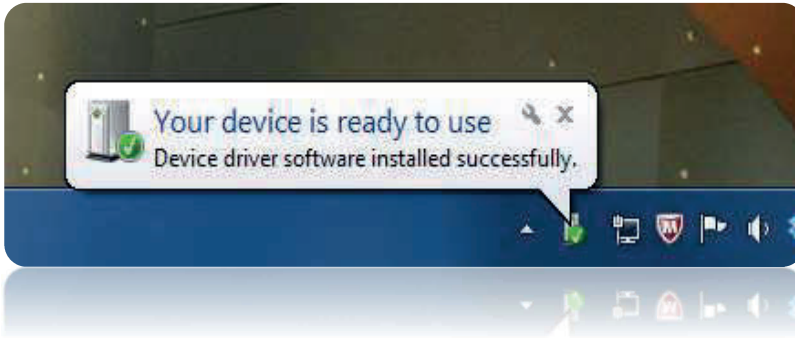 Your device is ready to use
Device driver software installed successfully.